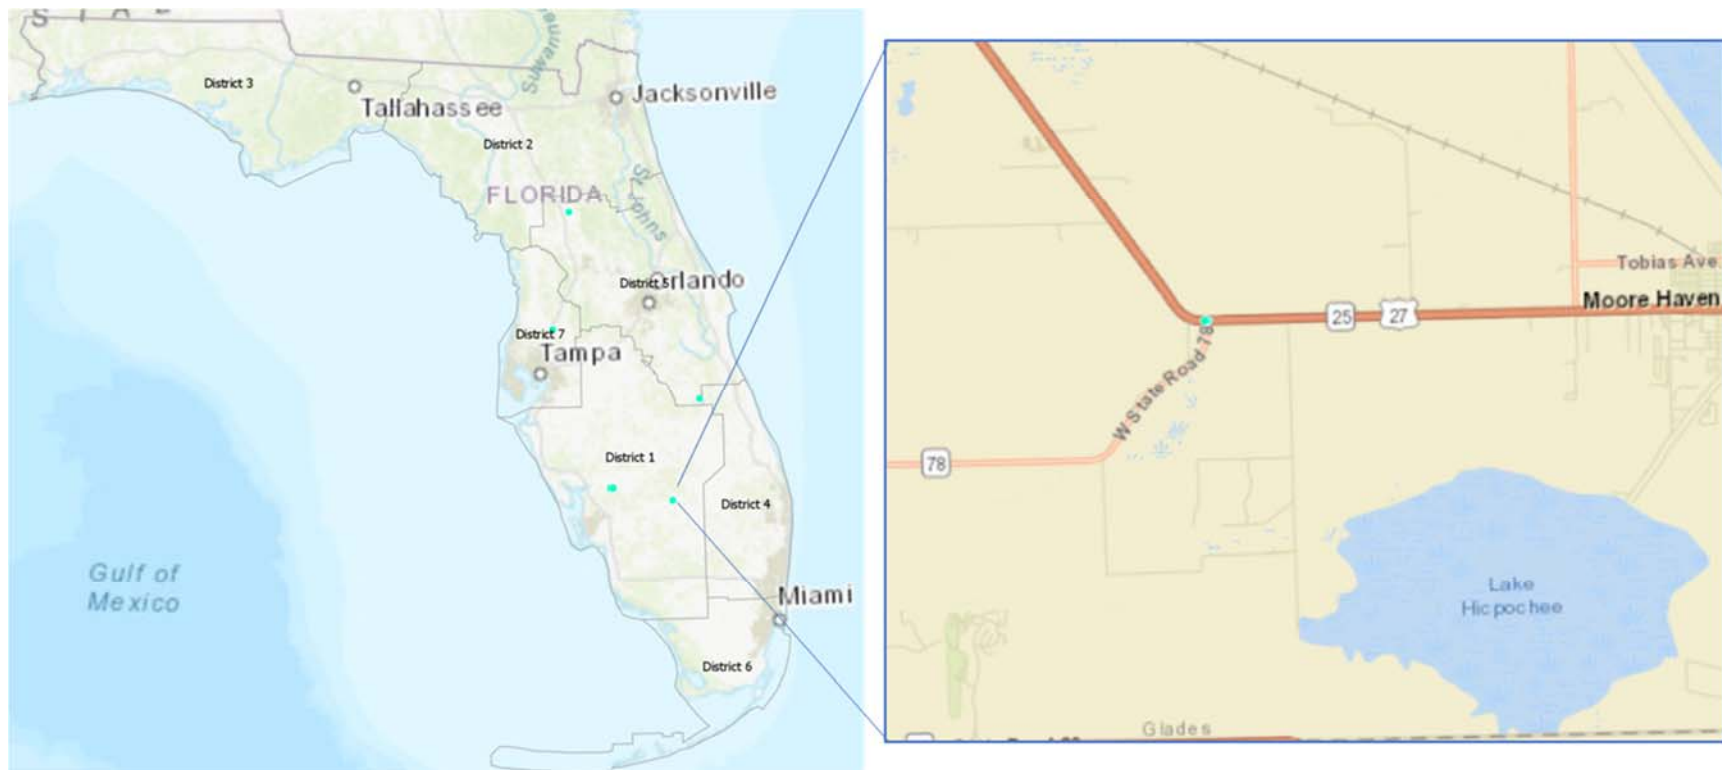 District 3
Tallahassee
Jacksonville
District 2
FLORIDA
St Johns
District 5
Orlando
District 7
Tampa
District 1
District 4
Gulf of
Mexico
Miami
District 6
Tobias Ave
Moore Haven
25
27
W State Road 78
78
Lake
Hicpochee
Glades